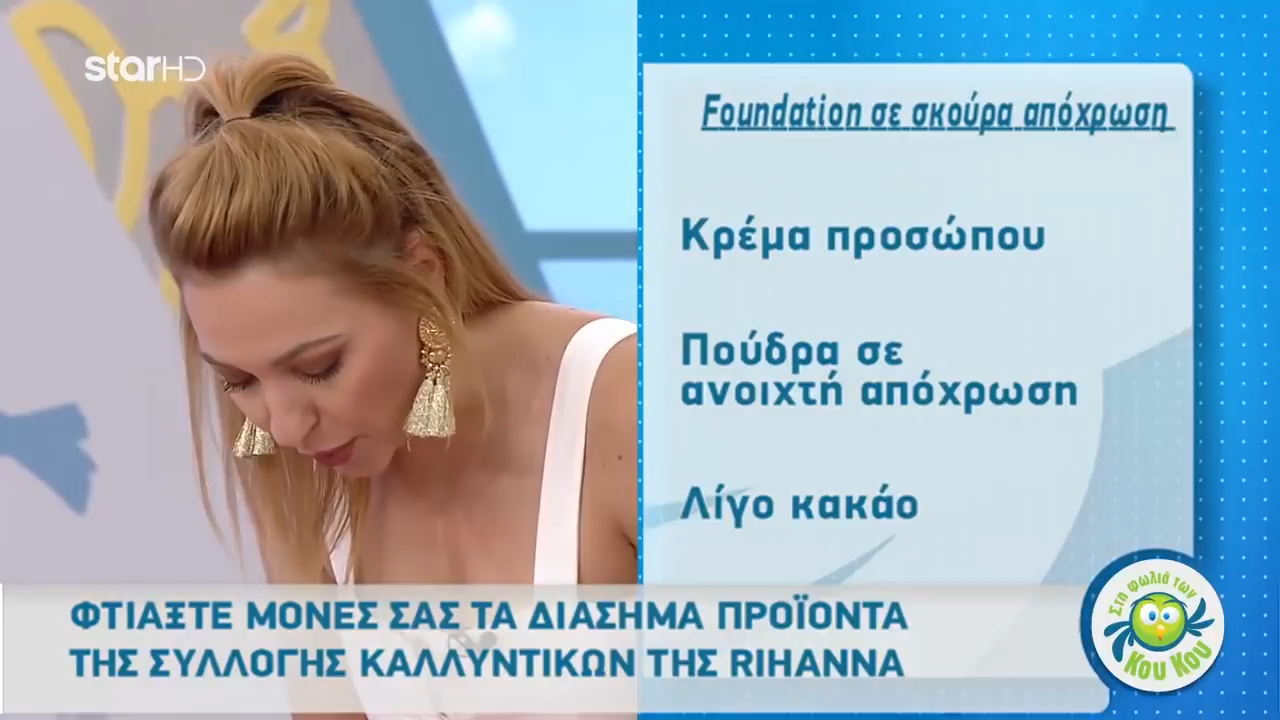 starHD
Foundation σε σκούρα απόχρωση
Κρέμα προσώπου
Πούδρα σε
ανοιχτή απόχρωση
Λίγο κακάο
ΦΤΙΑΞΤΕ ΜΟΝΕΣ ΣΑΣ ΤΑ ΔΙΑΣΗΜΑ ΠΡΟΪΟΝΤΑ
ΤΗΣ ΣΥΛΛΟΓΗΣ ΚΑΛΛΥΝΤΙΚΩΝ ΤΗΣ RIHANNA
Στη φωλιά των
Κου Κου